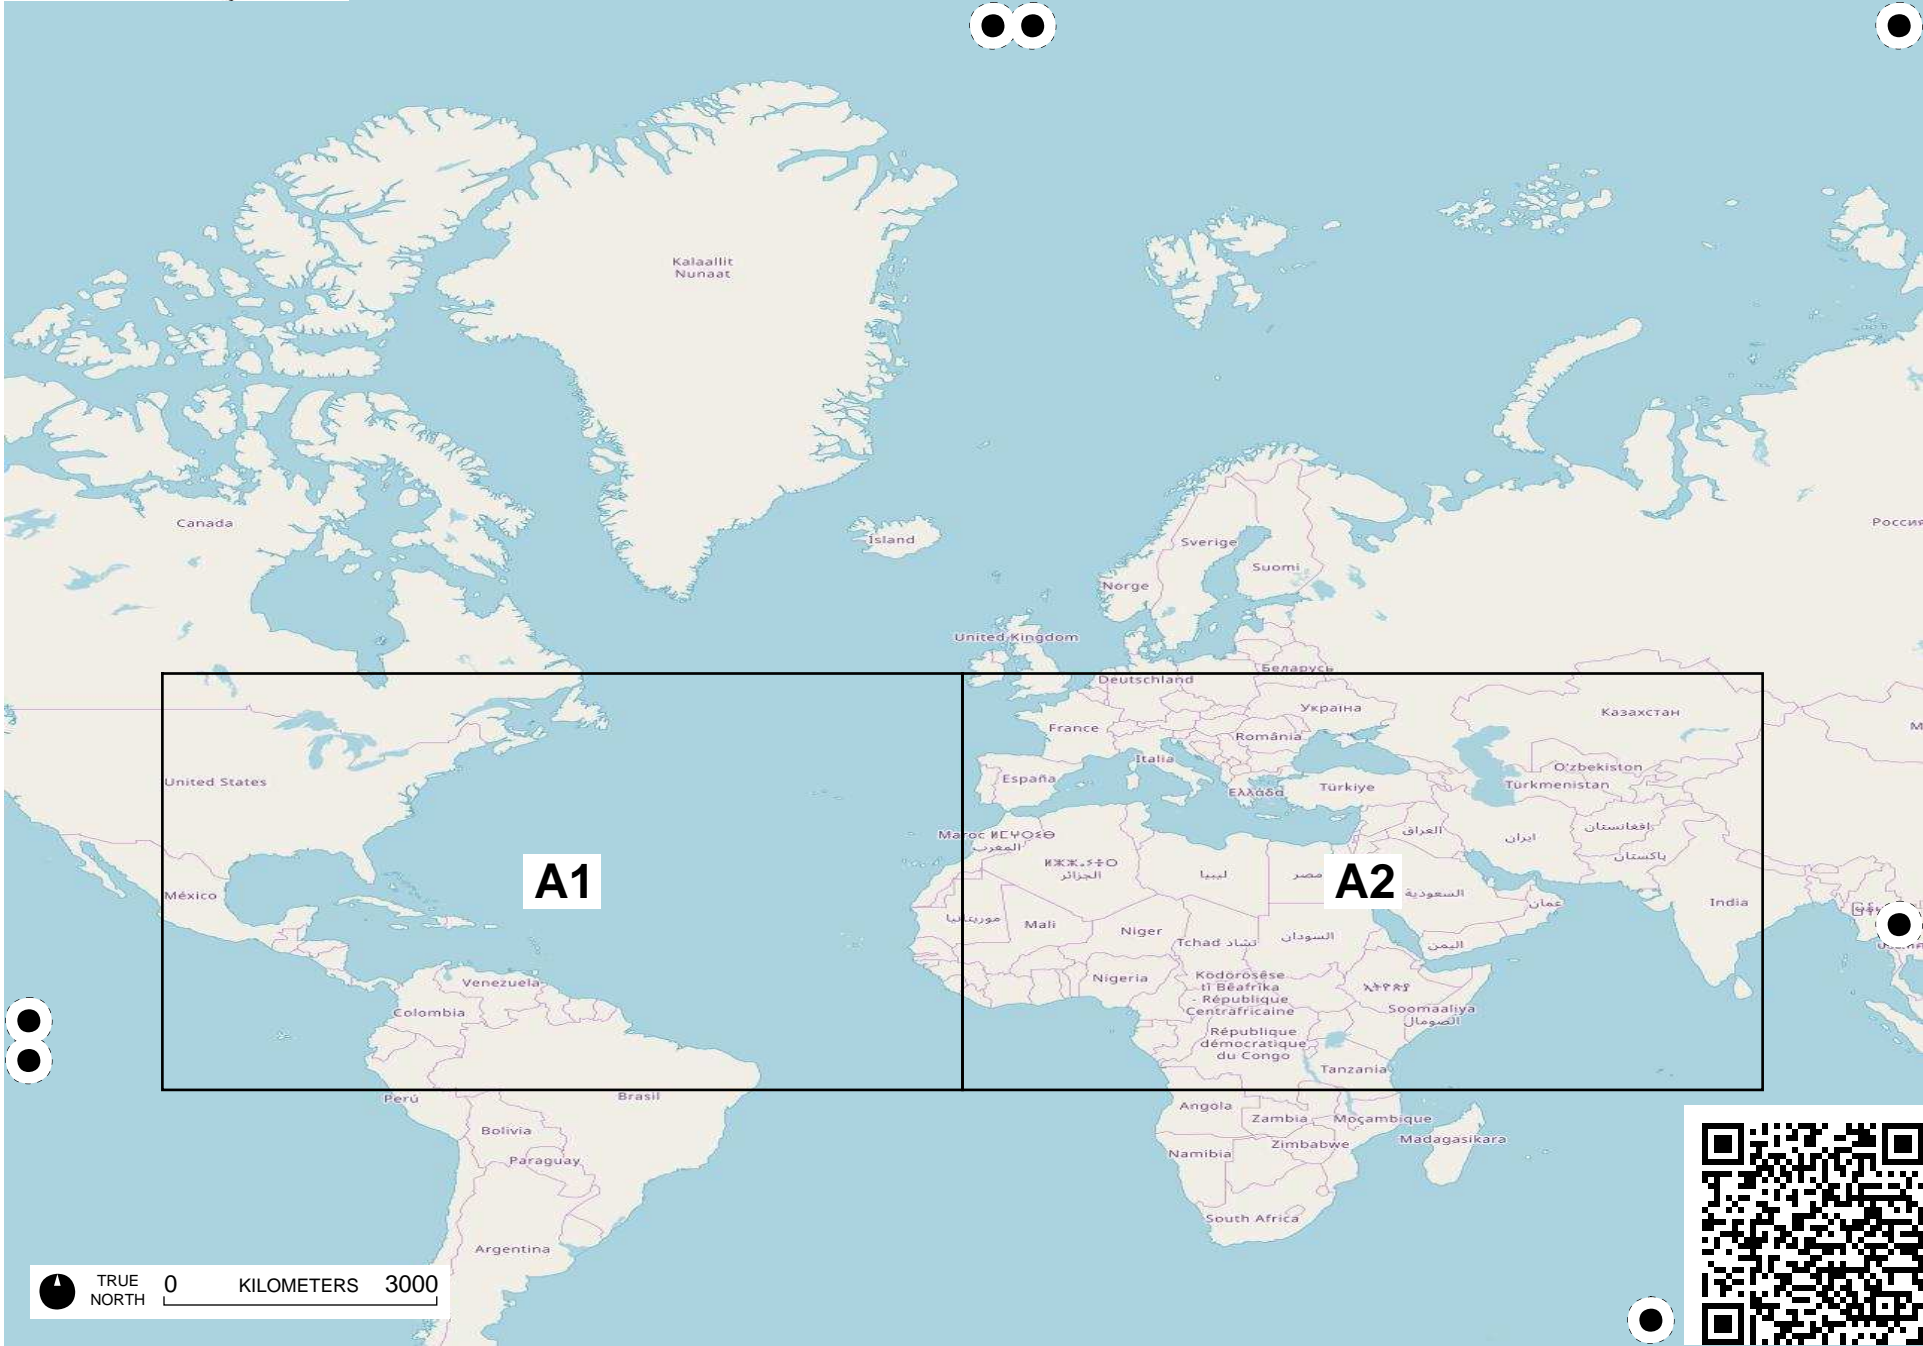 Kalaallit
Nunaat
Canada
Россия
Ísland
Sverige
Suomi
Norge
United Kingdom
Беларусь
Deutschland
Україна
Казахстан
France
România
Italia
O'zbekiston
España
United States
Ελλάδα
Türkiye
Türkmenistan
Maroc ⵍⵎⵖⵔⵉⴱ
المغرب
العراق
ایران
افغانستان
پاکستان
الجزائر
ليبيا
مصر
A1
A2
السعودية
México
India
عمان
موريتانيا
Mali
Niger
Tchad تشاد
السودان
اليمن
Venezuela
Nigeria
Ködörösêse
tî Bêafrîka
- République
Centrafricaine
ኢትዮጵያ
Colombia
Soomaaliya
الصومال
République
démocratique
du Congo
Tanzania
Perú
Brasil
Angola
Zambia
Moçambique
Bolivia
Zimbabwe
Madagasikara
Paraguay
Namibia
South Africa
Argentina
TRUE
NORTH
0 KILOMETERS 3000